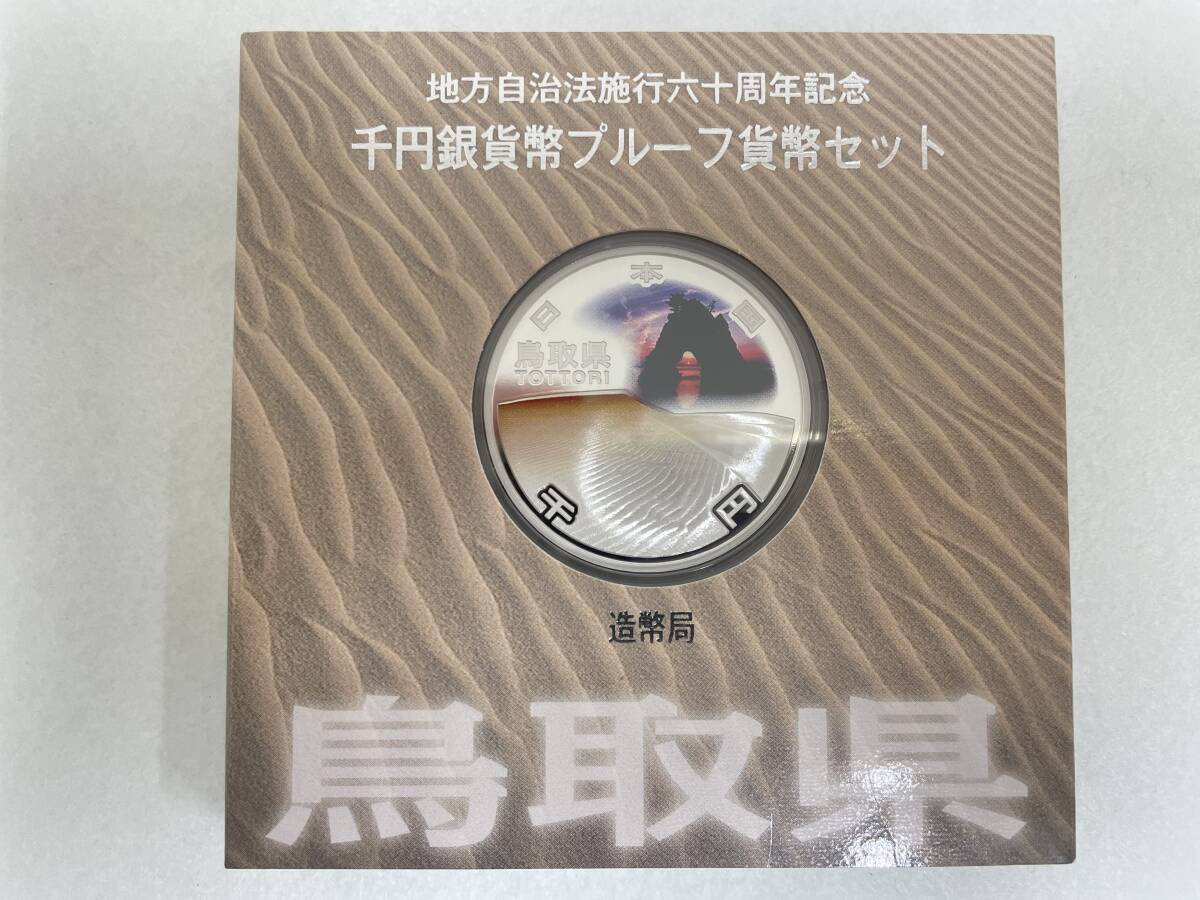 地方自治法施行六十周年記念
千円銀貨幣プルーフ貨幣セット
日本国
鳥取県
TOTTORI
千円
造幣局
鳥取県